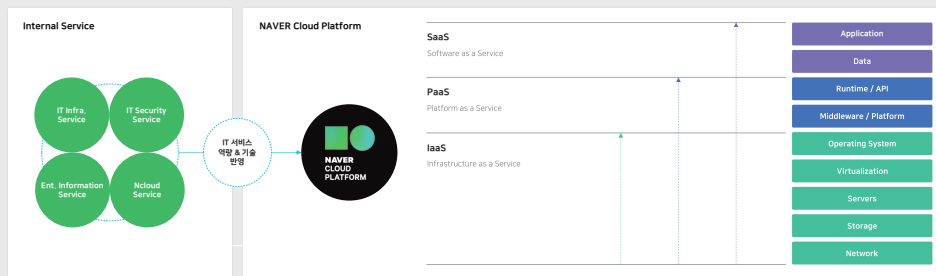 Internal Service
IT Infra,
Service
IT Security
Service
Ent. Information
Service
Ncloud
Service
IT 서비스
역량 & 기술
반영
NAVER Cloud Platform
NAVER
CLOUD
PLATFORM
SaaS
Software as a Service
PaaS
Platform as a Service
IaaS
Infrastructure as a Service
Application
Data
Runtime / API
Middleware / Platform
Operating System
Virtualization
Servers
Storage
Network